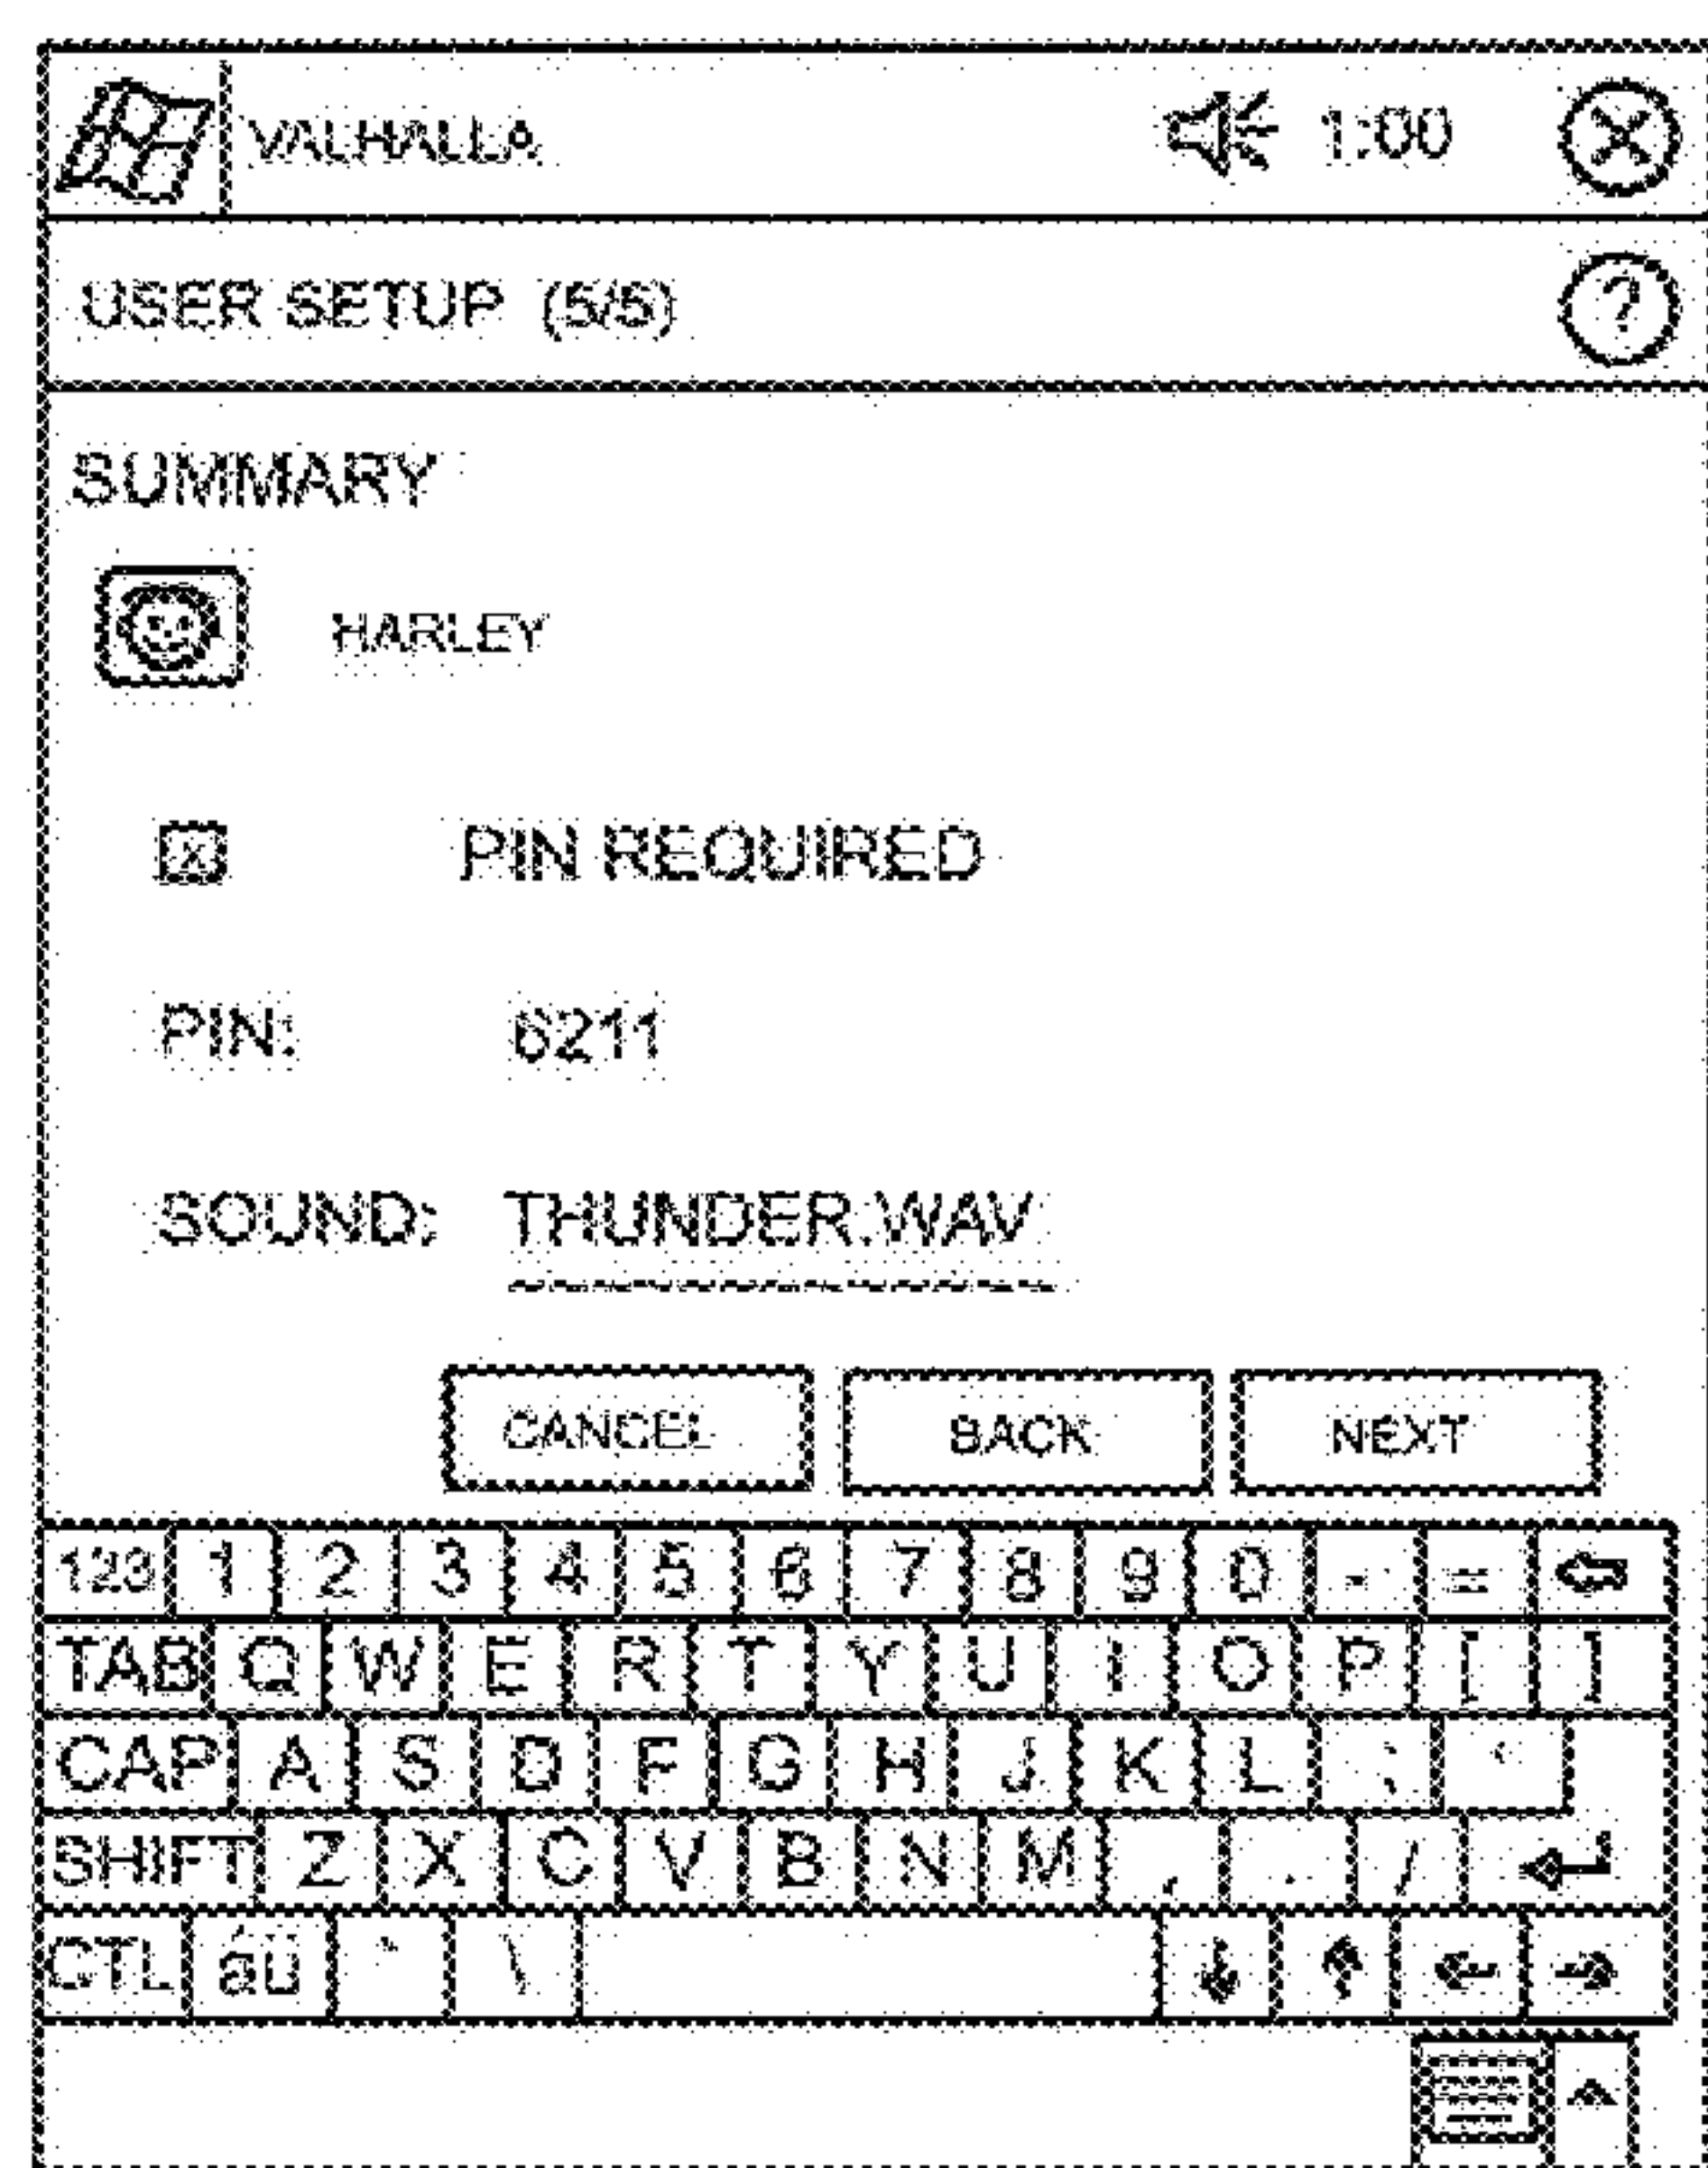 VALHALLA 1:00
USER SETUP (5/5) ?
SUMMARY
HARLEY
X PIN REQUIRED
PIN: 6211
SOUND: THUNDER.WAV
CANCEL BACK NEXT
123 1 2 3 4 5 6 7 8 9 0 - =
TAB Q W E R T Y U I O P [ ]
CAP A S D F G H J K L ; '
SHIFT Z X C V B N M , . /
CTL áü ` \